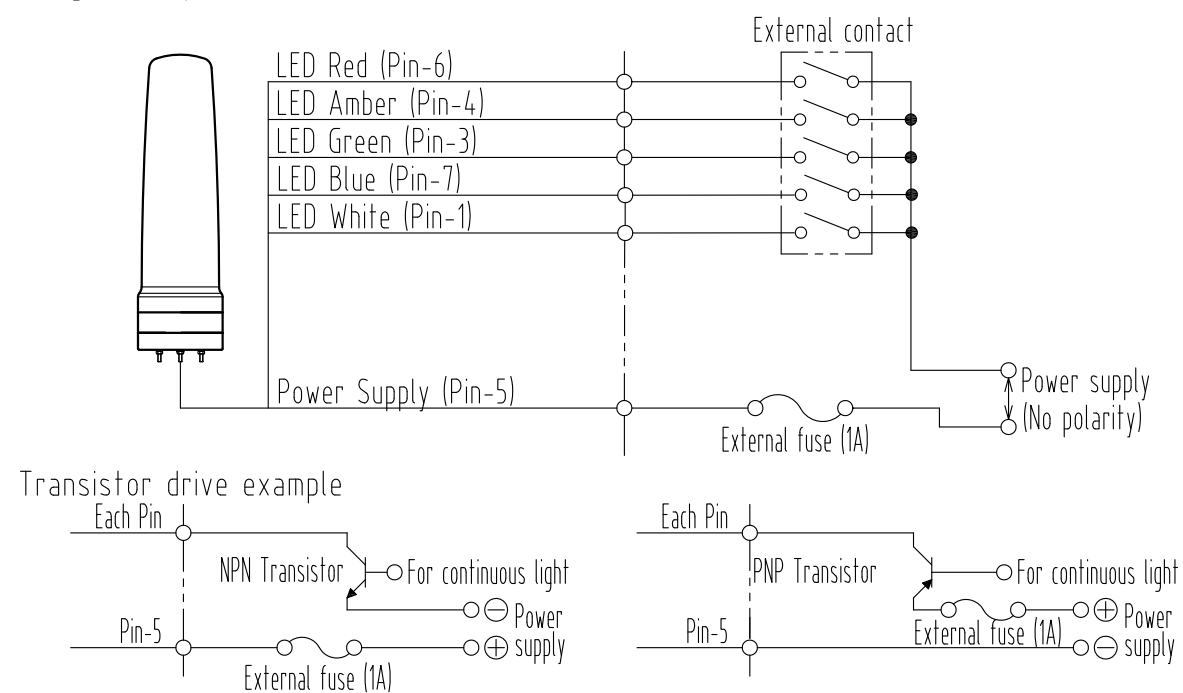 External contact
LED Red (Pin-6)
LED Amber (Pin-4)
LED Green (Pin-3)
LED Blue (Pin-7)
LED White (Pin-1)
Power Supply (Pin-5)
Power supply
(No polarity)
External fuse (1A)
Transistor drive example
Each Pin
NPN Transistor
For continuous light
⊖ Power
Pin-5
⊕ supply
External fuse (1A)
Each Pin
PNP Transistor
For continuous light
⊕ Power
External fuse (1A)
Pin-5
⊖ supply